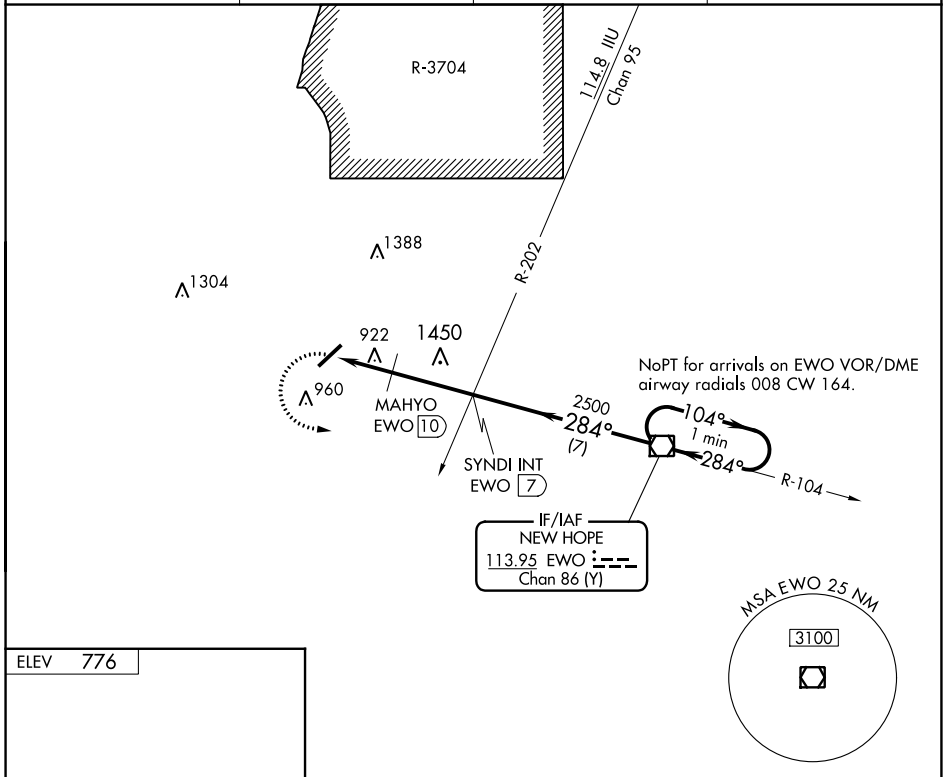 R-3704
114.8 IIU
Chan 95
R-202
1388
1304
922
1450
960
MAHYO
EWO 10
SYNDI INT
EWO 7
2500
284°
(7)
NoPT for arrivals on EWO VOR/DME
airway radials 008 CW 164.
104°
1 min
284°
R-104
IF/IAF
NEW HOPE
113.95 EWO
Chan 86 (Y)
MSA EWO 25 NM
3100
ELEV 776